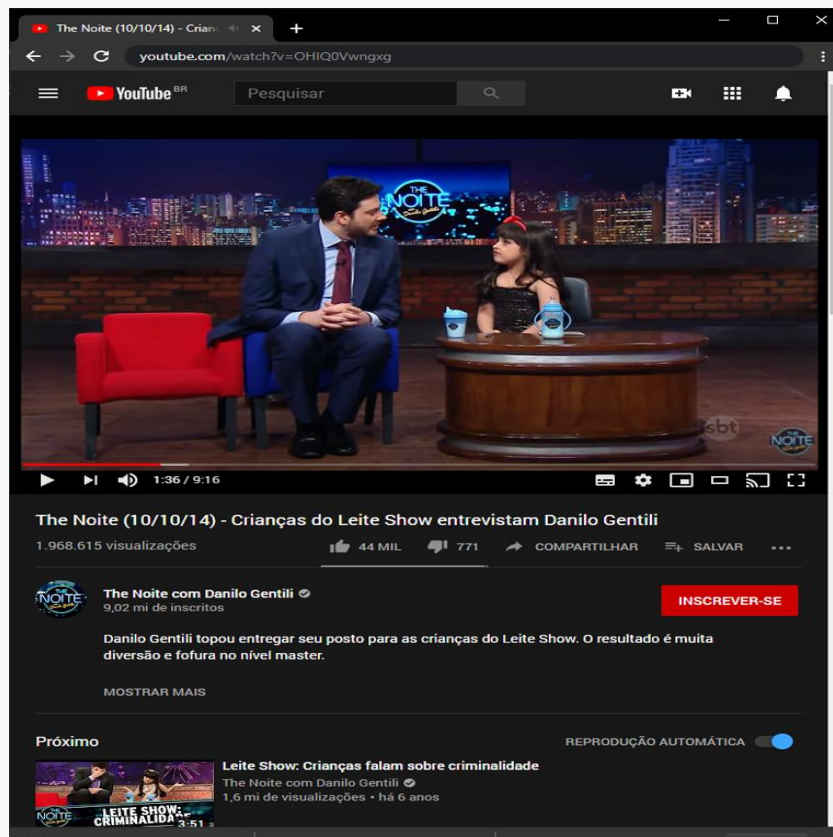 The Noite (10/10/14) - Crian
youtube.com/watch?v=OHIQ0Vwngxg
YouTube BR
Pesquisar
THE
NOITE
Danilo Gentili
sbt
THE
NOITE
1:36 / 9:16
The Noite (10/10/14) - Crianças do Leite Show entrevistam Danilo Gentili
1.968.615 visualizações 44 MIL 771 COMPARTILHAR SALVAR
THE
NOITE
The Noite com Danilo Gentili
9,02 mi de inscritos
INSCREVER-SE
Danilo Gentili topou entregar seu posto para as crianças do Leite Show. O resultado é muita
diversão e fofura no nível master.
MOSTRAR MAIS
Próximo
REPRODUÇÃO AUTOMÁTICA
NOITE
LEITE SHOW:
3:51
Leite Show: Crianças falam sobre criminalidade
The Noite com Danilo Gentili
1,6 mi de visualizações • há 6 anos